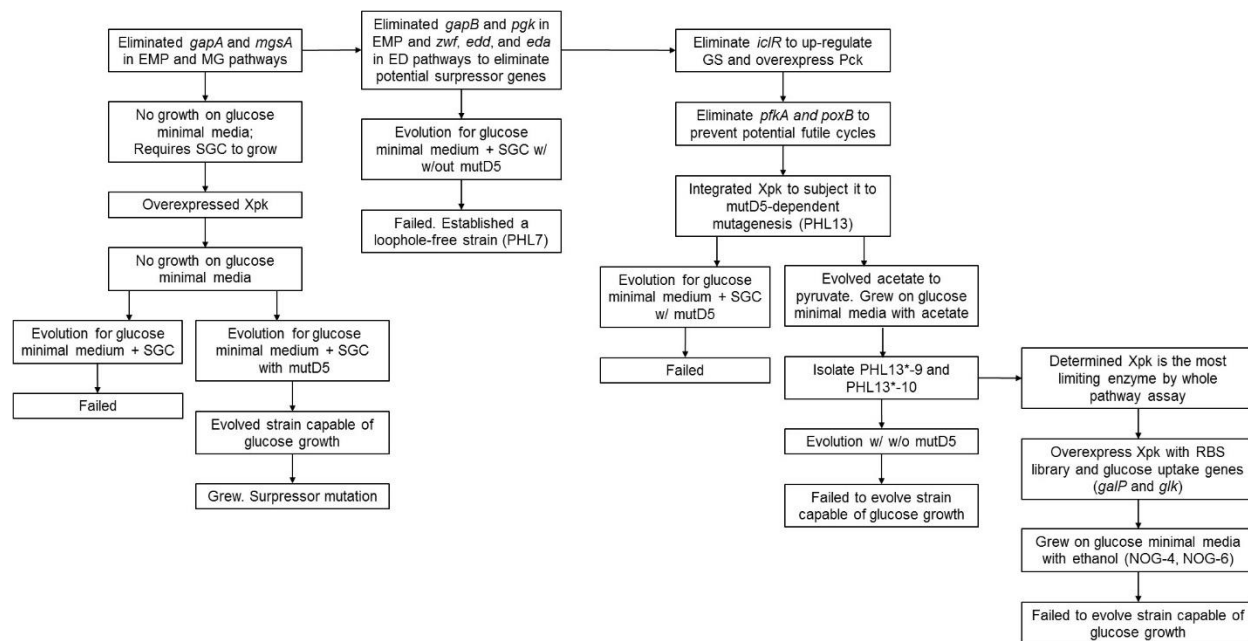 Eliminated gapA and mgsA
in EMP and MG pathways
No growth on glucose
minimal media;
Requires SGC to grow
Overexpressed Xpk
No growth on glucose
minimal media
Evolution for glucose
minimal medium + SGC
Failed
Evolution for glucose
minimal medium + SGC
with mutD5
Evolved strain capable of
glucose growth
Grew. Surpressor mutation
Eliminated gapB and pgk in
EMP and zwf, edd, and eda
in ED pathways to eliminate
potential surpressor genes
Evolution for glucose
minimal medium + SGC w/
w/out mutD5
Failed. Established a
loophole-free strain (PHL7)
Eliminate iclR to up-regulate
GS and overexpress Pck
Eliminate pfkA and poxB to
prevent potential futile cycles
Integrated Xpk to subject it to
mutD5-dependent
mutagenesis (PHL13)
Evolution for glucose
minimal medium + SGC
w/ mutD5
Failed
Evolved acetate to
pyruvate. Grew on glucose
minimal media with acetate
Isolate PHL13*-9 and
PHL13*-10
Evolution w/ w/o mutD5
Failed to evolve strain
capable of glucose growth
Determined Xpk is the most
limiting enzyme by whole
pathway assay
Overexpress Xpk with RBS
library and glucose uptake genes
(galP and glk)
Grew on glucose minimal media
with ethanol (NOG-4, NOG-6)
Failed to evolve strain capable of
glucose growth